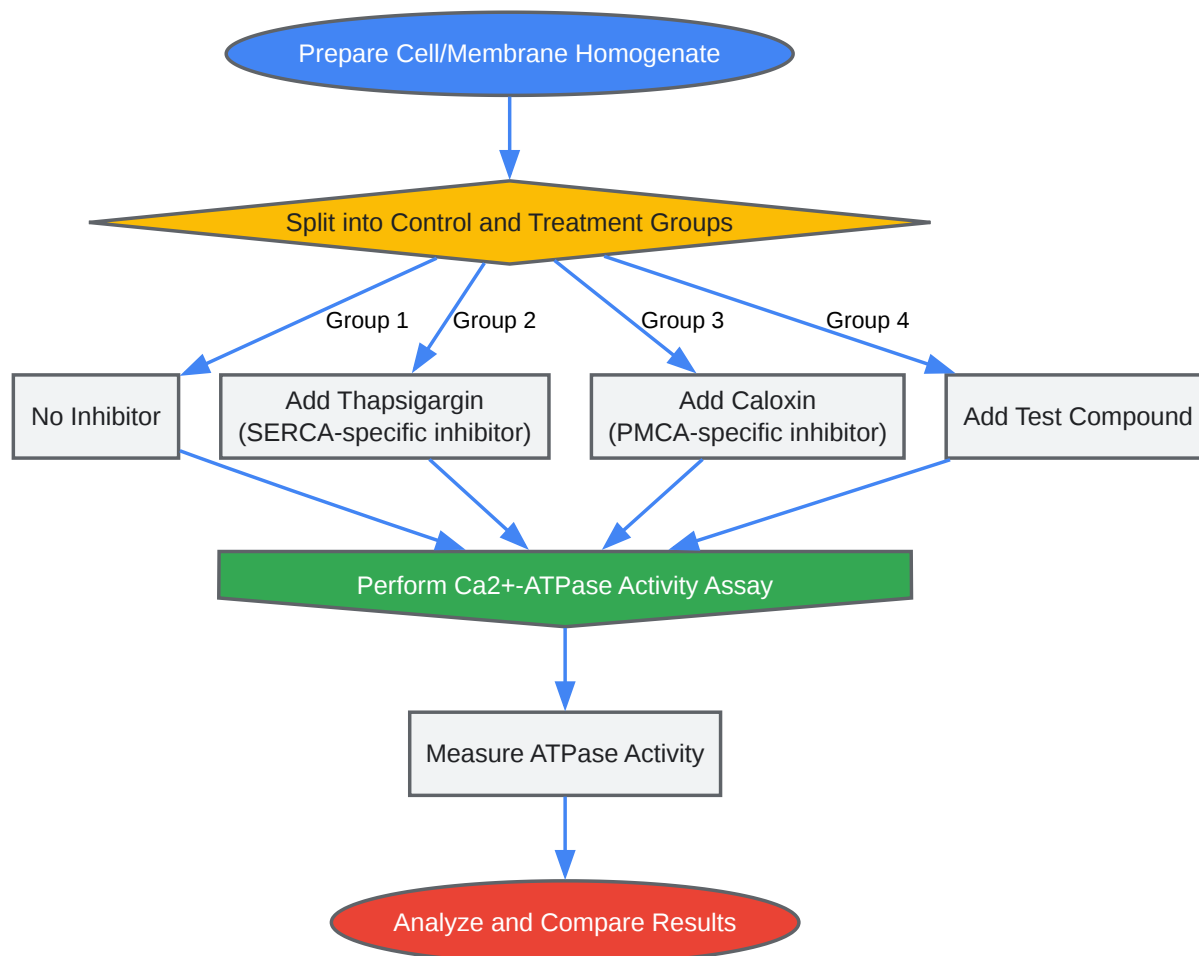 Prepare Cell/Membrane Homogenate
Split into Control and Treatment Groups
Group 1
Group 2
Group 3
Group 4
No Inhibitor
Add Thapsigargin
(SERCA-specific inhibitor)
Add Caloxin
(PMCA-specific inhibitor)
Add Test Compound
Perform Ca2+-ATPase Activity Assay
Measure ATPase Activity
Analyze and Compare Results